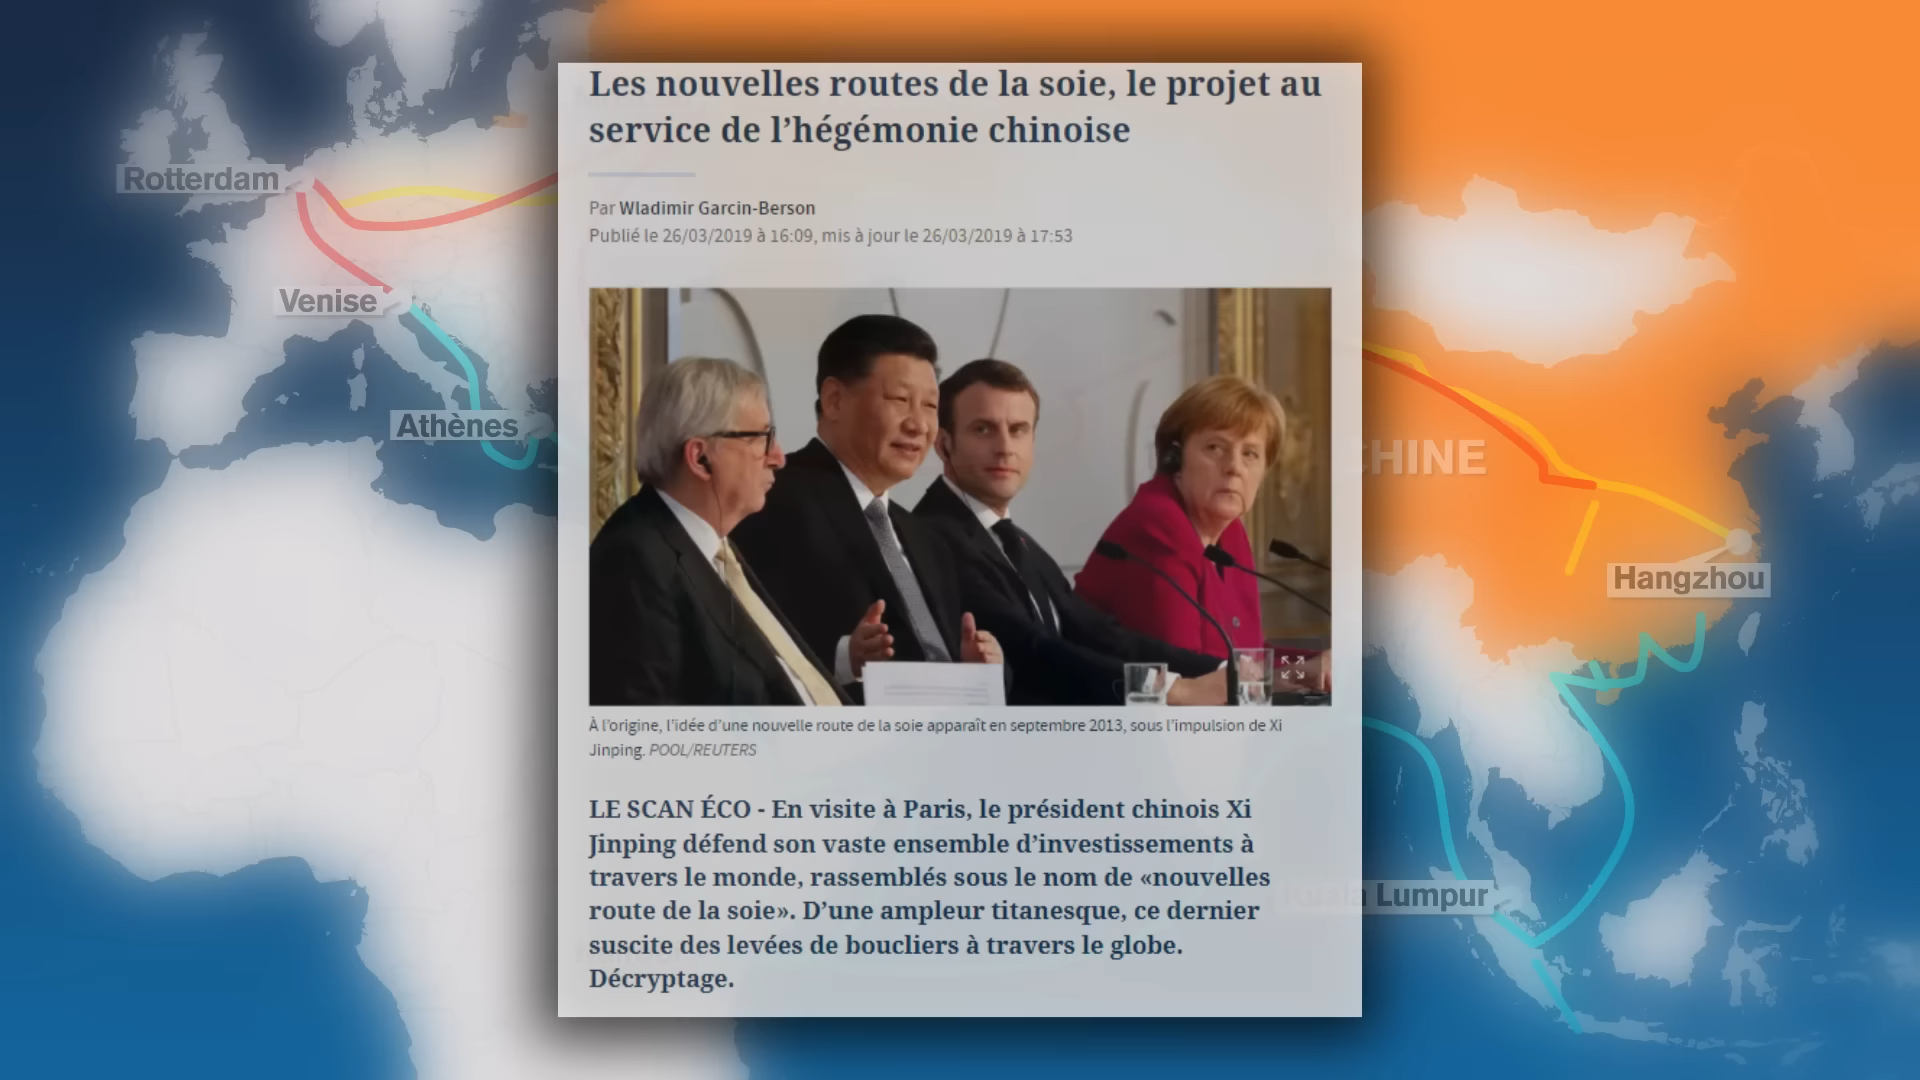 Les nouvelles routes de la soie, le projet au
service de l’hégémonie chinoise
Par Wladimir Garcin-Berson
Publié le 26/03/2019 à 16:09, mis à jour le 26/03/2019 à 17:53
À l’origine, l’idée d’une nouvelle route de la soie apparaît en septembre 2013, sous l’impulsion de Xi
Jinping. POOL/REUTERS
LE SCAN ÉCO - En visite à Paris, le président chinois Xi
Jinping défend son vaste ensemble d’investissements à
travers le monde, rassemblés sous le nom de «nouvelles
route de la soie». D’une ampleur titanesque, ce dernier
suscite des levées de boucliers à travers le globe.
Décryptage.
Rotterdam
Venise
Athènes
CHINE
Hangzhou
Kuala Lumpur